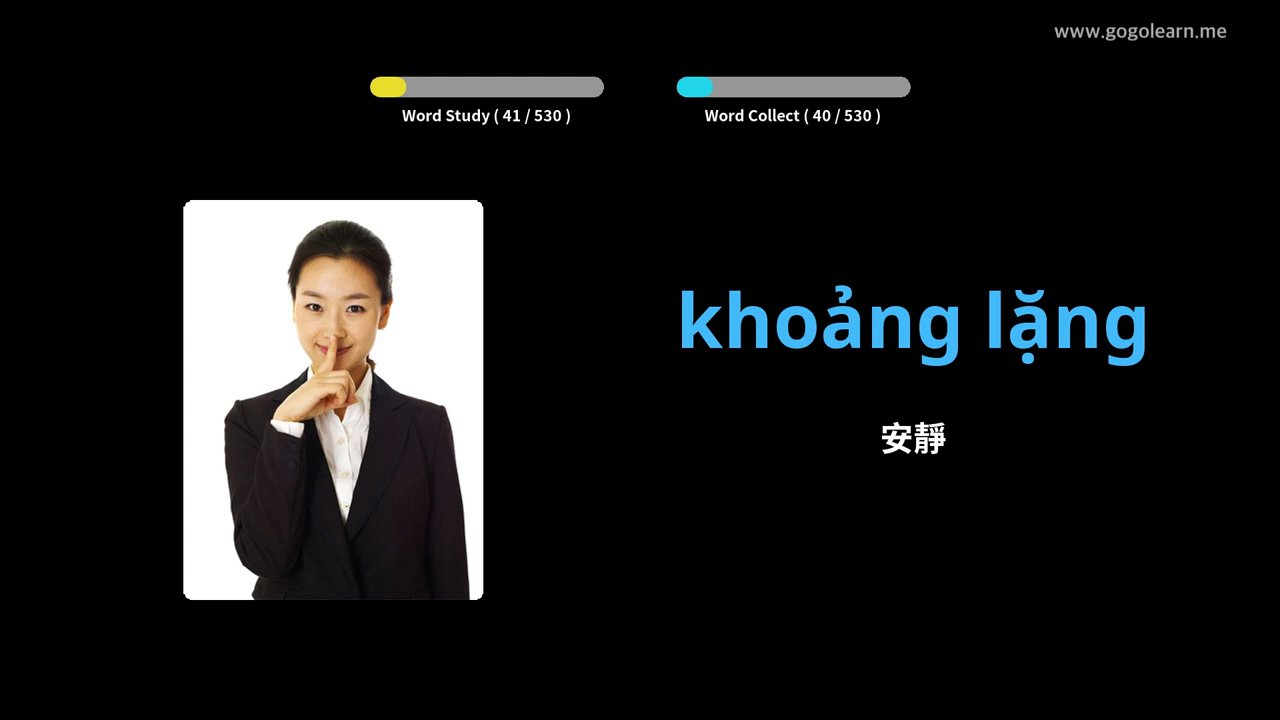 www.gogolearn.me
Word Study ( 41 / 530 )
Word Collect ( 40 / 530 )
khoảng lặng
安靜